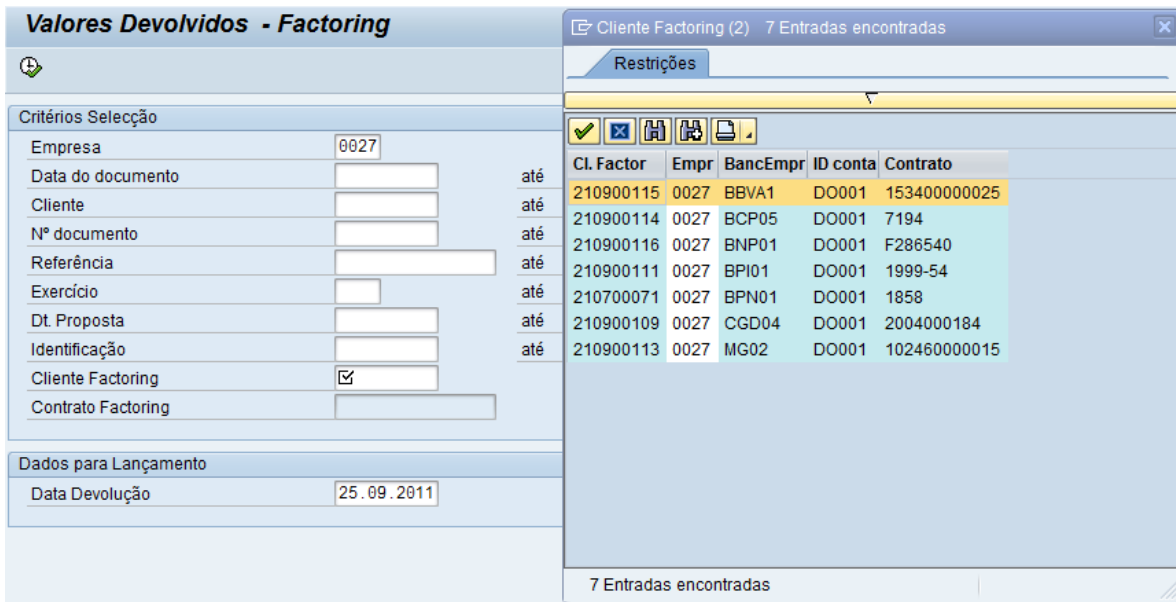 Valores Devolvidos - Factoring
Critérios Selecção
Empresa 0027
Data do documento até
Cliente até
Nº documento até
Referência até
Exercício até
Dt. Proposta até
Identificação até
Cliente Factoring
Contrato Factoring
Dados para Lançamento
Data Devolução 25.09.2011
Cliente Factoring (2) 7 Entradas encontradas
Restrições
Cl. Factor Empr BancEmpr ID conta Contrato
210900115 0027 BBVA1 DO001 153400000025
210900114 0027 BCP05 DO001 7194
210900116 0027 BNP01 DO001 F286540
210900111 0027 BPI01 DO001 1999-54
210700071 0027 BPN01 DO001 1858
210900109 0027 CGD04 DO001 2004000184
210900113 0027 MG02 DO001 102460000015
7 Entradas encontradas